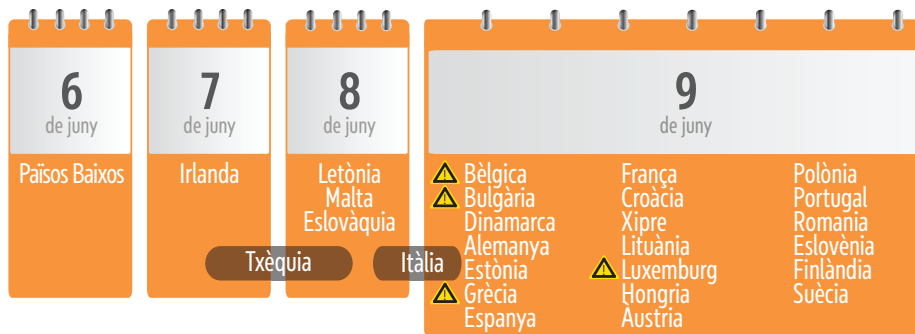 6
de juny
Països Baixos
7
de juny
Irlanda
8
de juny
Letònia
Malta
Eslovàquia
Txèquia
Itàlia
9
de juny
Bèlgica
Bulgària
Dinamarca
Alemanya
Estònia
Grècia
Espanya
França
Croàcia
Xipre
Lituània
Luxemburg
Hongria
Àustria
Polònia
Portugal
Romania
Eslovènia
Finlàndia
Suècia